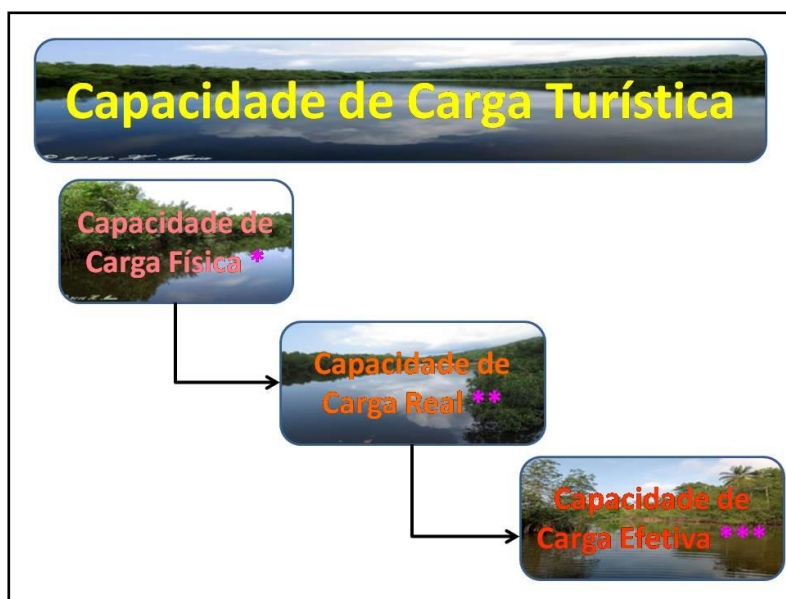 Capacidade de Carga Turística
Capacidade de
Carga Física *
Capacidade de
Carga Real **
Capacidade de
Carga Efetiva ***